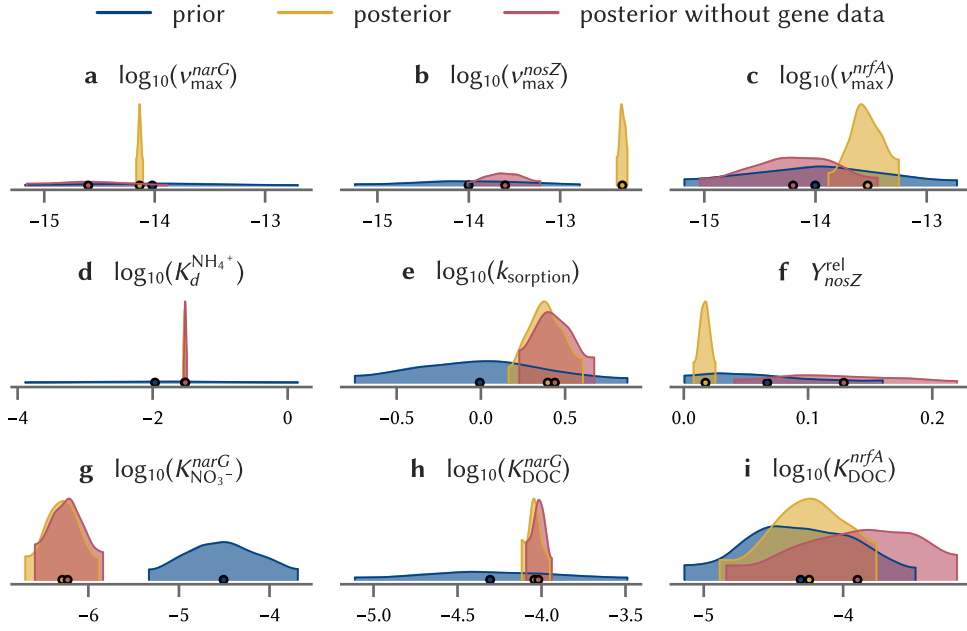 prior posterior posterior without gene data
a log₁₀(ν_max^narG) b log₁₀(ν_max^nosZ) c log₁₀(ν_max^nrfA)
−15 −14 −13 −15 −14 −13 −15 −14 −13
d log₁₀(K_d^NH₄⁺) e log₁₀(k_sorption) f Y_nosZ^rel
−4 −2 0 −0.5 0.0 0.5 0.0 0.1 0.2
g log₁₀(K_NO₃₋^narG) h log₁₀(K_DOC^narG) i log₁₀(K_DOC^nrfA)
−6 −5 −4 −5.0 −4.5 −4.0 −3.5 −5 −4